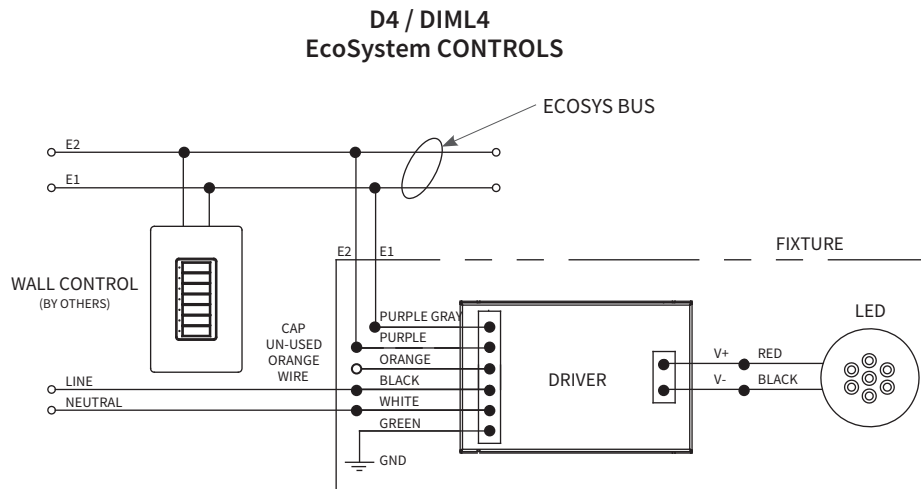 D4 / DIML4
EcoSystem CONTROLS
ECOSYS BUS
E2
E1
E2
E1
FIXTURE
WALL CONTROL
(BY OTHERS)
CAP
UN-USED
ORANGE
WIRE
PURPLE GRAY
PURPLE
ORANGE
BLACK
WHITE
GREEN
GND
LINE
NEUTRAL
DRIVER
V+
RED
V-
BLACK
LED